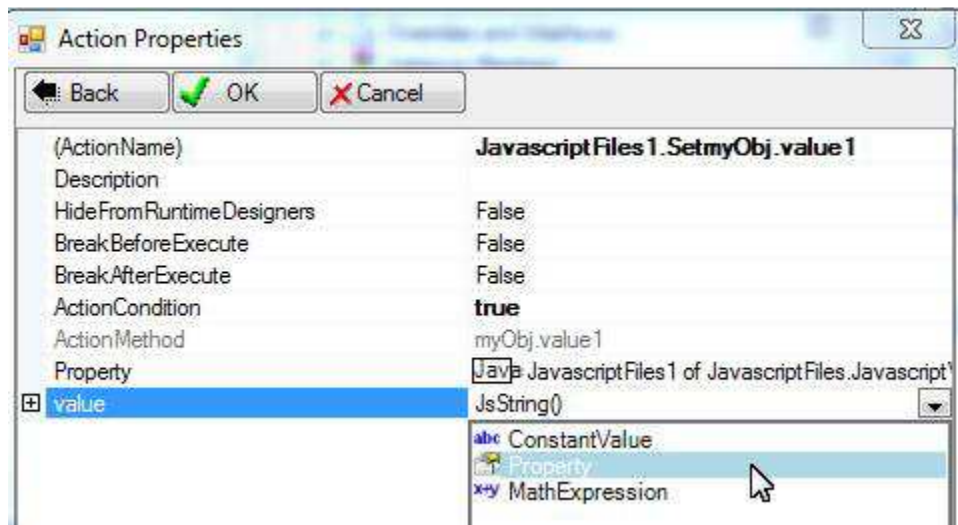 Action Properties
Back OK Cancel
(ActionName) JavascriptFiles1.SetmyObj.value1
Description
HideFromRuntimeDesigners False
BreakBeforeExecute False
BreakAfterExecute False
ActionCondition true
ActionMethod myObj.value1
Property Java JavascriptFiles1 of JavascriptFiles.Javascript
value JsString()
abc ConstantValue
Property
x+y MathExpression